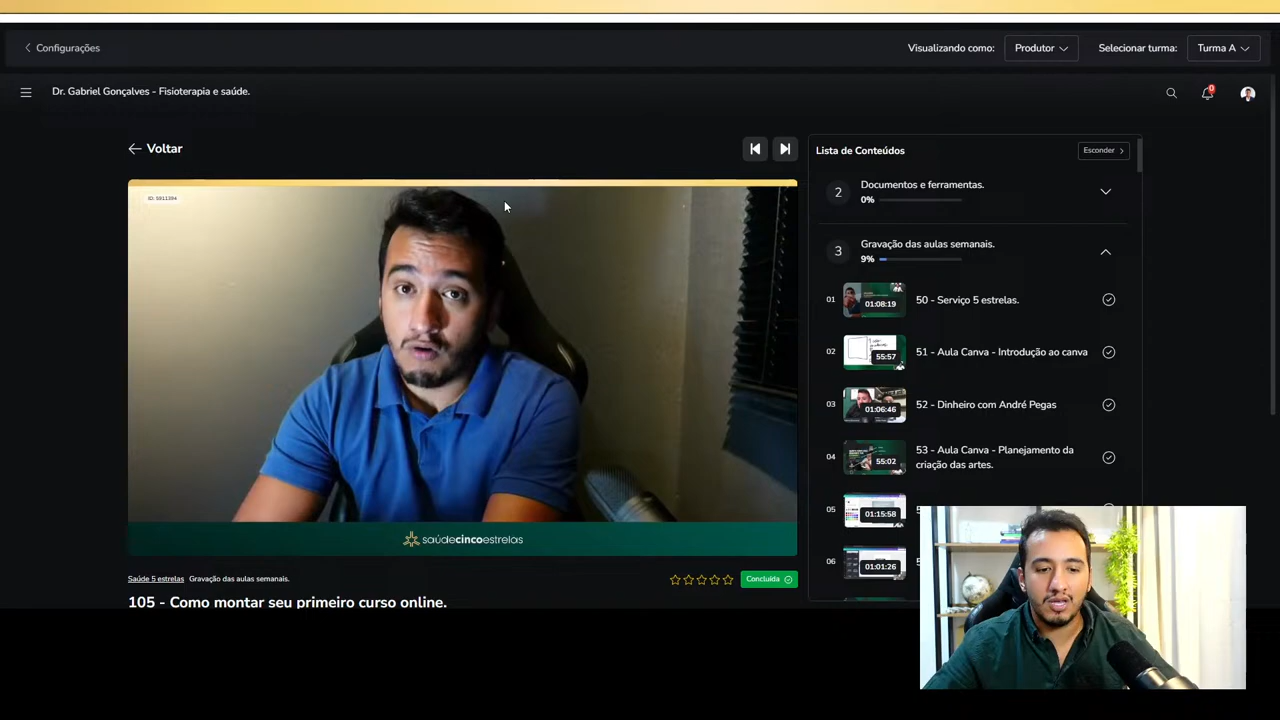 Configurações
Visualizando como:
Produtor
Selecionar turma:
Turma A
Dr. Gabriel Gonçalves - Fisioterapia e saúde.
0
Voltar
ID: 5911394
saúdecincoestrelas
Saúde 5 estrelas
Gravação das aulas semanais.
Concluída
105 - Como montar seu primeiro curso online.
Lista de Conteúdos
Esconder
2
Documentos e ferramentas.
0%
3
Gravação das aulas semanais.
9%
01
01:08:19
50 - Serviço 5 estrelas.
02
55:57
51 - Aula Canva - Introdução ao canva
03
01:06:46
52 - Dinheiro com André Pegas
04
55:02
53 - Aula Canva - Planejamento da
criação das artes.
05
01:15:58
06
01:01:26